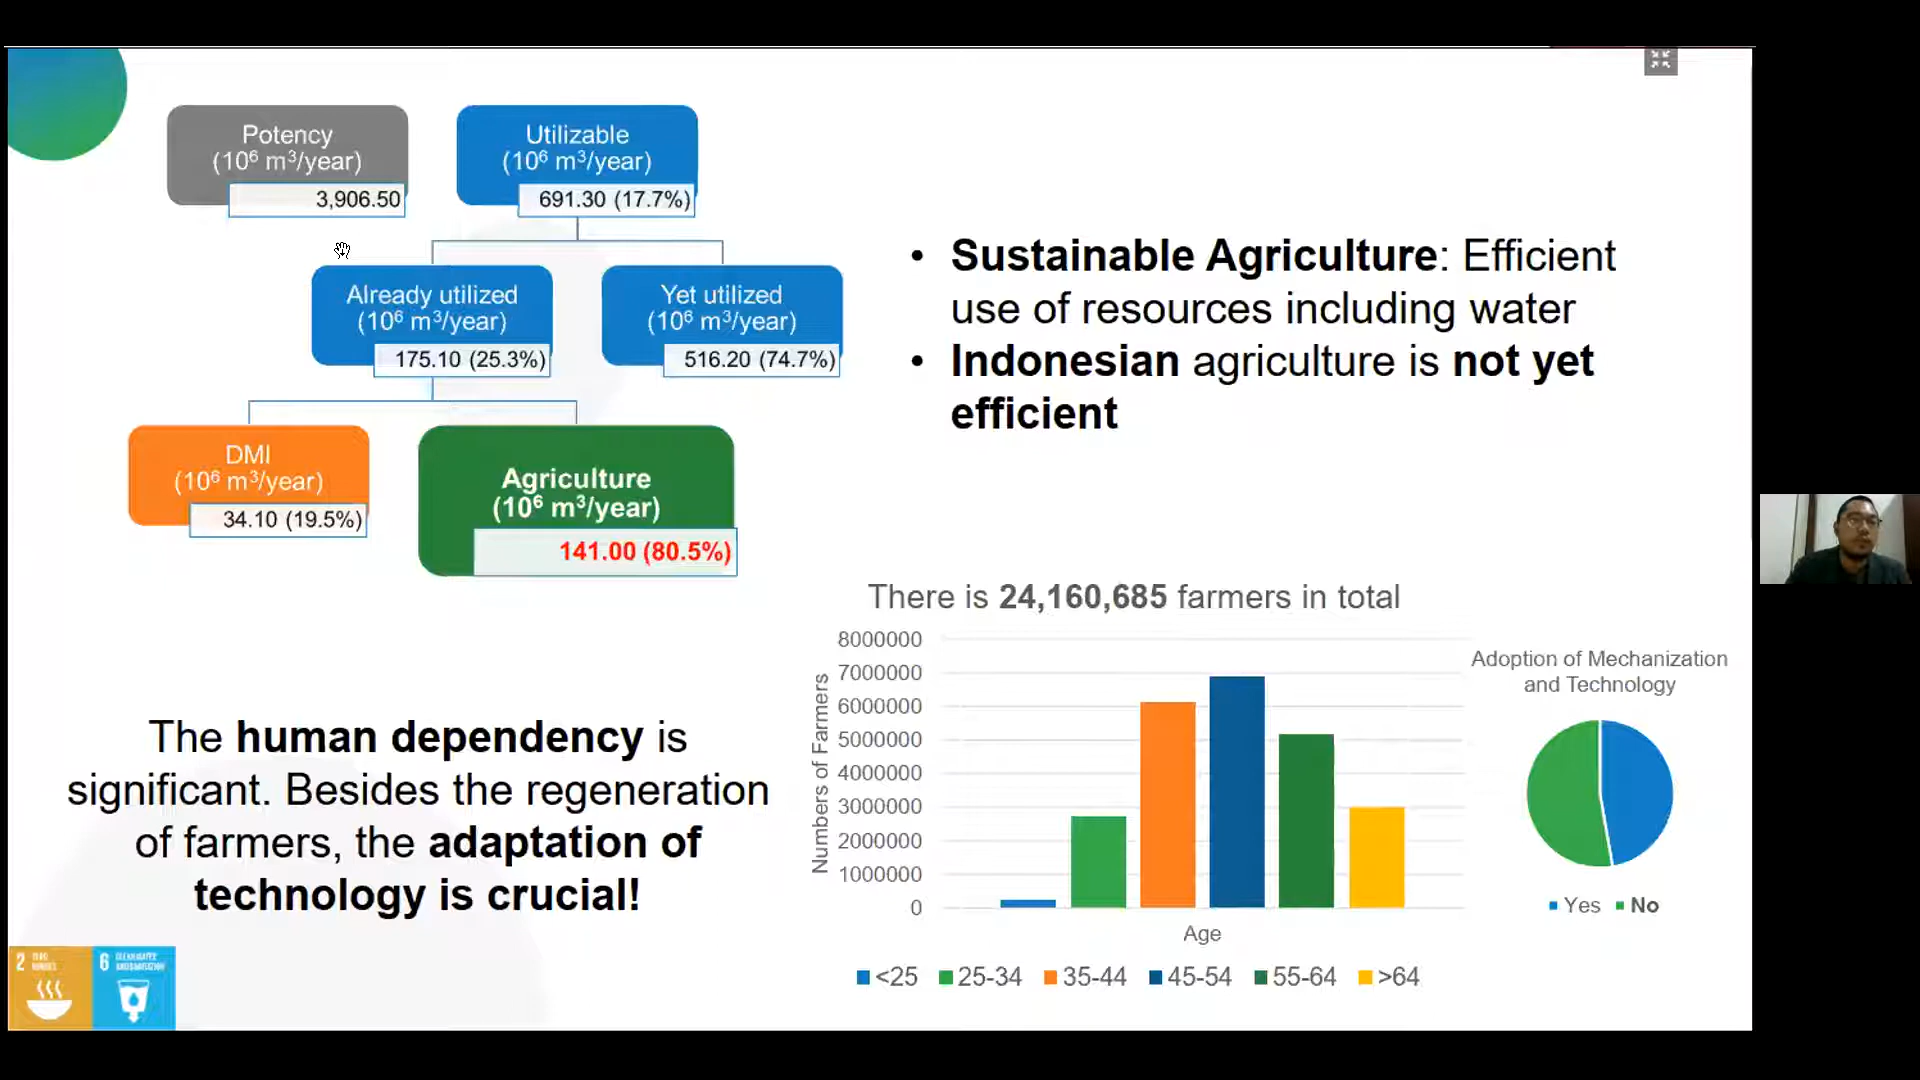 Potency
(10⁶ m³/year)
3,906.50
Utilizable
(10⁶ m³/year)
691.30 (17.7%)
Already utilized
(10⁶ m³/year)
175.10 (25.3%)
Yet utilized
(10⁶ m³/year)
516.20 (74.7%)
DMI
(10⁶ m³/year)
34.10 (19.5%)
Agriculture
(10⁶ m³/year)
141.00 (80.5%)
• Sustainable Agriculture: Efficient
use of resources including water
• Indonesian agriculture is not yet
efficient
The human dependency is
significant. Besides the regeneration
of farmers, the adaptation of
technology is crucial!
There is 24,160,685 farmers in total
Numbers of Farmers
8000000
7000000
6000000
5000000
4000000
3000000
2000000
1000000
0
Age
<25 25-34 35-44 45-54 55-64 >64
Adoption of Mechanization
and Technology
Yes No
2 ZERO
HUNGER
6 CLEAN WATER
AND SANITATION